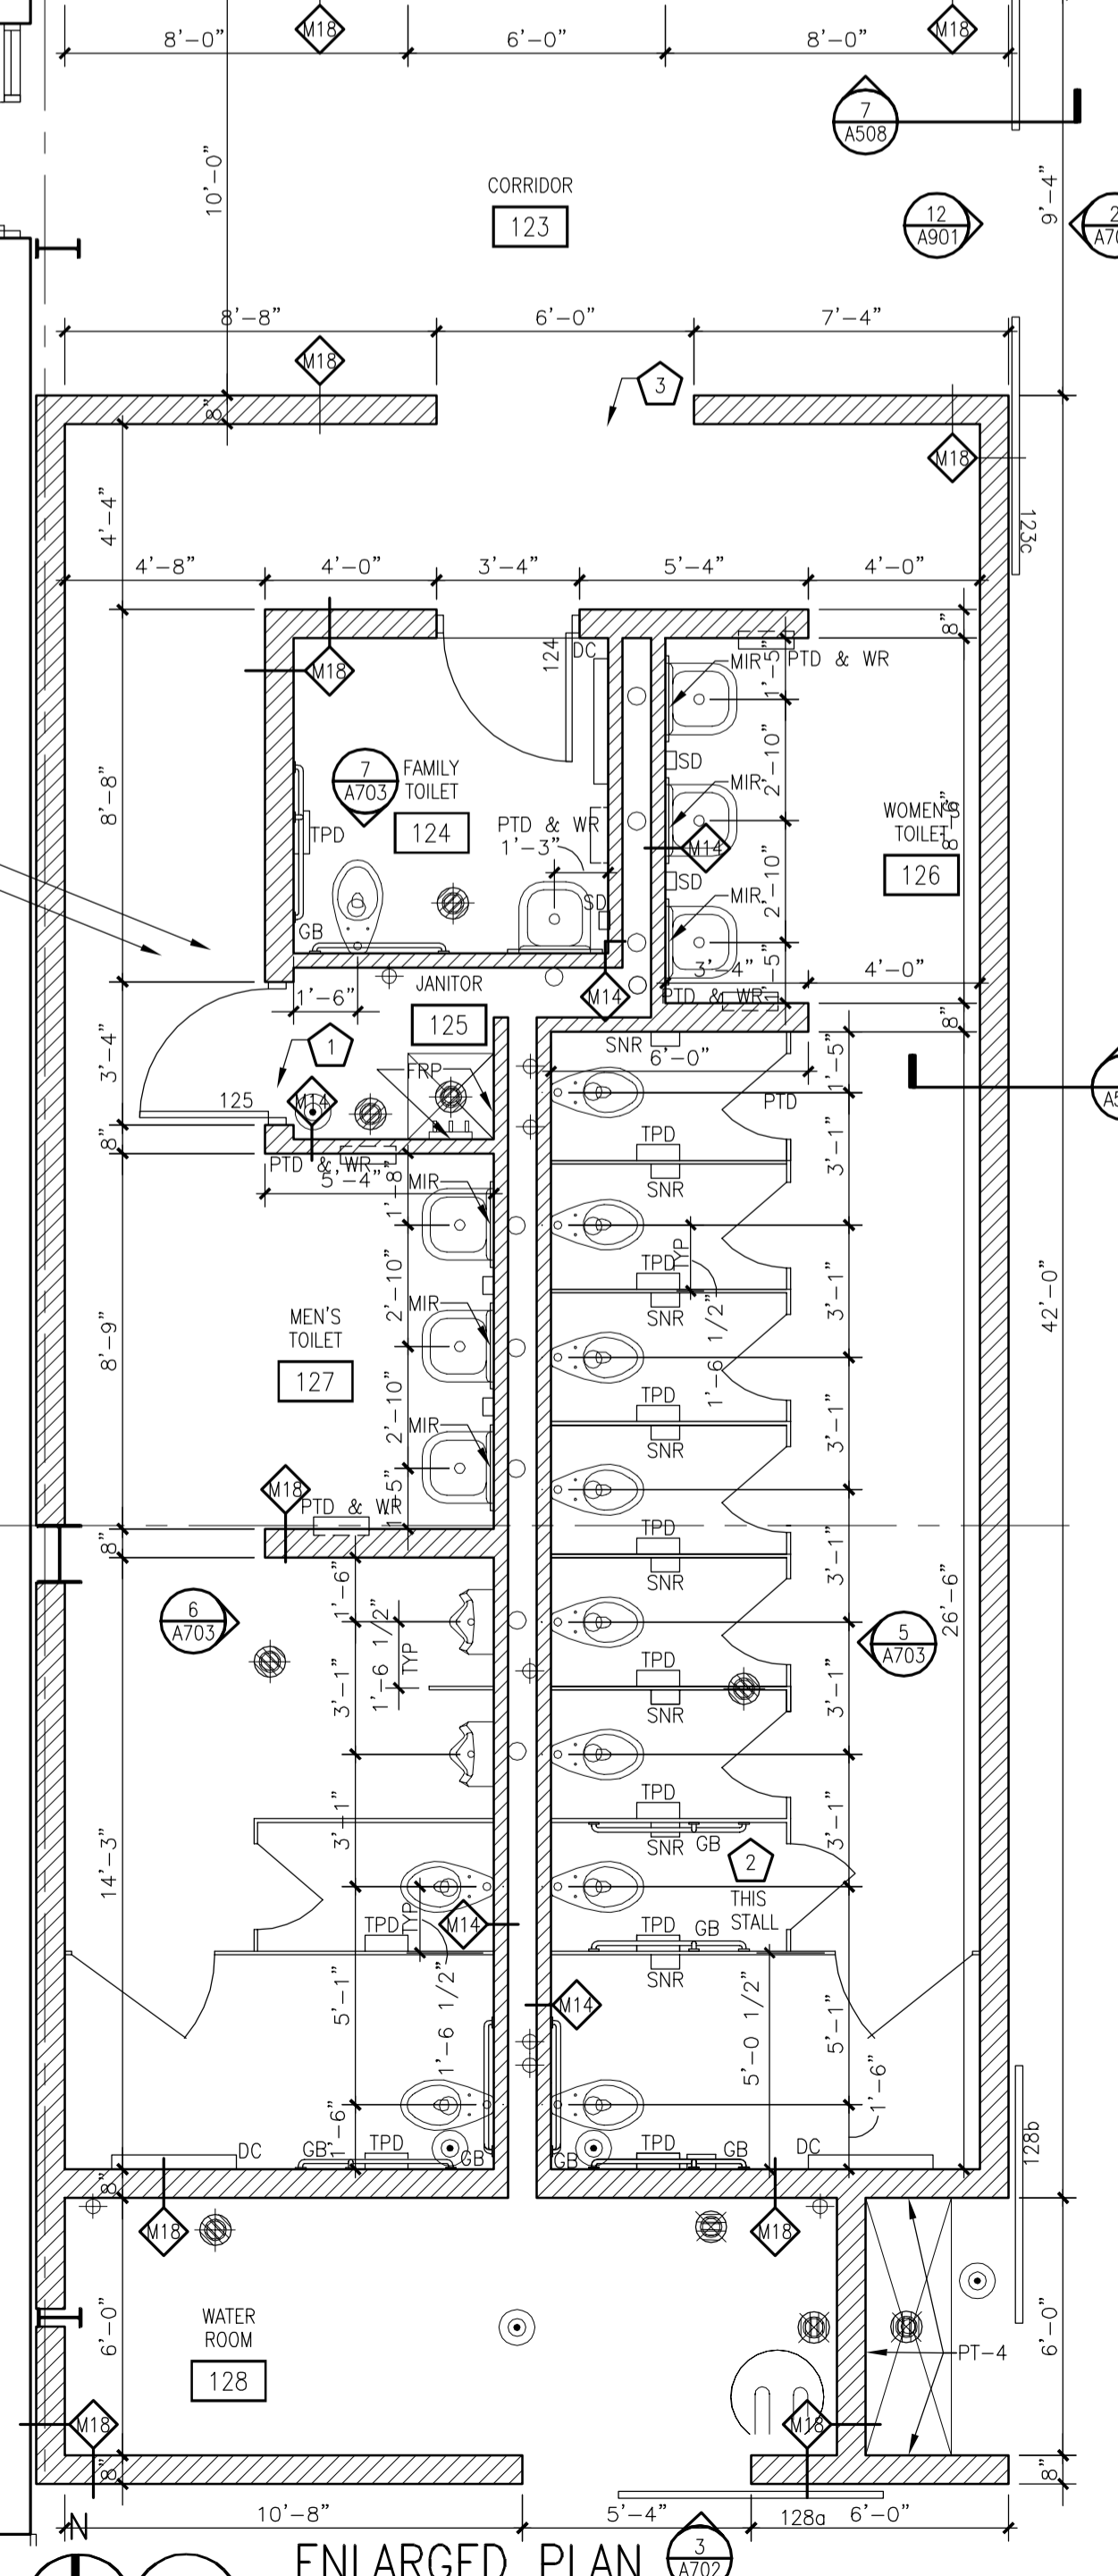 8'-0" 6'-0" 8'-0"
M18 M18
7
A508
10'-0"
CORRIDOR
123
12
A901
9'-4"
8'-8" 6'-0" 7'-4"
M18
3
8"
M18
4'-4"
123c
4'-8" 4'-0" 3'-4" 5'-4" 4'-0"
8"
124
DC
M18
MIR
1'-5"
PTD & WR
7
A703
FAMILY
TOILET
124
SD
MIR
2'-10"
8'-8"
TPD
PTD & WR
1'-3"
M14
WOMEN'S
TOILET
126
8'-6"
SD
MIR
2'-10"
GB
SD
3'-4" 4'-0"
1'-5"
JANITOR
125
1'-6"
M14
PTD & WR
8"
1
SNR
6'-0"
1'-5"
3'-4"
FRP
125
M14
PTD
TPD
3'-1"
8"
PTD & WR
5'-4"
1'-8"
MIR
SNR
TPD
TYP
2'-10"
SNR
1'-6 1/2"
3'-1"
42'-0"
MEN'S
TOILET
127
MIR
8'-9"
TPD
2'-10"
MIR
SNR
3'-1"
M18
PTD & WR
1'-5"
TPD
8"
SNR
3'-1"
6
A703
1'-6"
1'-6 1/2"
TYP
5
A703
26'-6"
TPD
3'-1"
SNR
3'-1"
TPD
SNR
GB
3'-1"
3'-1"
14'-3"
2
THIS
STALL
TPD
TYP
M14
TPD
GB
SNR
5'-1"
1'-6 1/2"
M14
5'-0 1/2"
5'-1"
1'-6"
DC
GB
1'-6"
TPD
GB
GB
TPD
GB
DC
128b
8"
M18 M18
WATER
ROOM
128
6'-0"
PT-4
6'-0"
M18 M18
8" 8"
10'-8" 5'-4" 128a 6'-0"
N
ENLARGED PLAN
3
A702